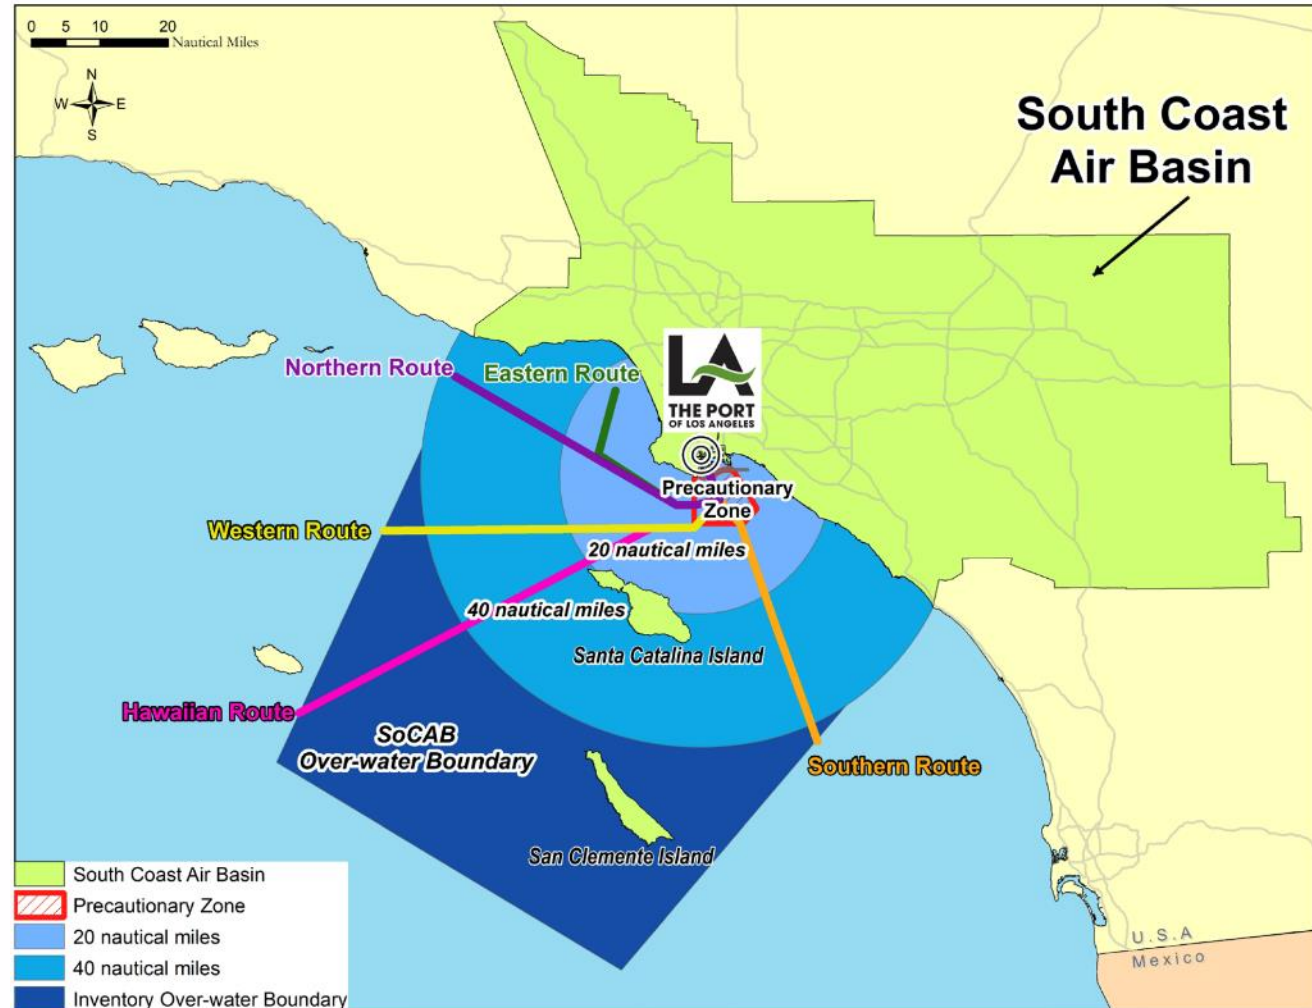 0 5 10 20
Nautical Miles
N
W E
S
South Coast
Air Basin
Northern Route
Eastern Route
LA
THE PORT
OF LOS ANGELES
Precautionary
Zone
Western Route
20 nautical miles
40 nautical miles
Santa Catalina Island
Hawaiian Route
SoCAB
Over-water Boundary
Southern Route
San Clemente Island
South Coast Air Basin
Precautionary Zone
20 nautical miles
40 nautical miles
Inventory Over-water Boundary
U.S.A
Mexico